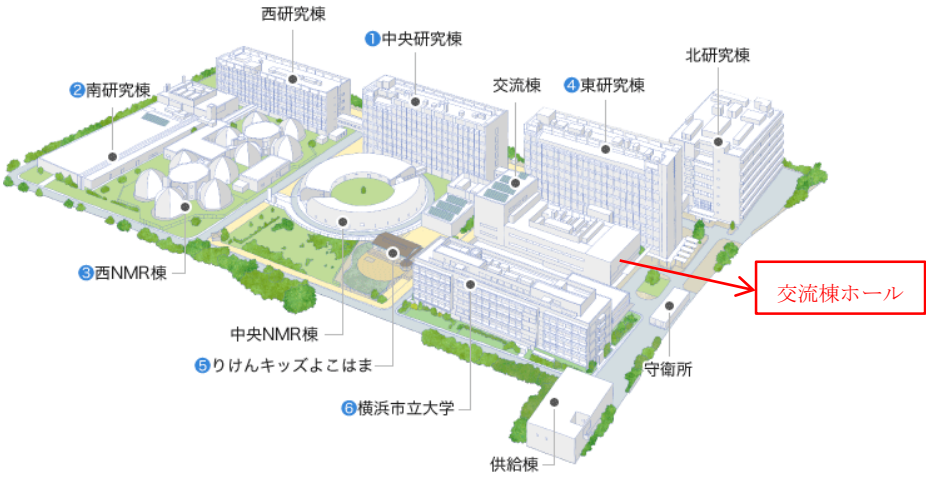 西研究棟
❶中央研究棟
北研究棟
交流棟
❹東研究棟
❷南研究棟
❸西NMR棟
交流棟ホール
中央NMR棟
❺りけんキッズよこはま
守衛所
❻横浜市立大学
供給棟